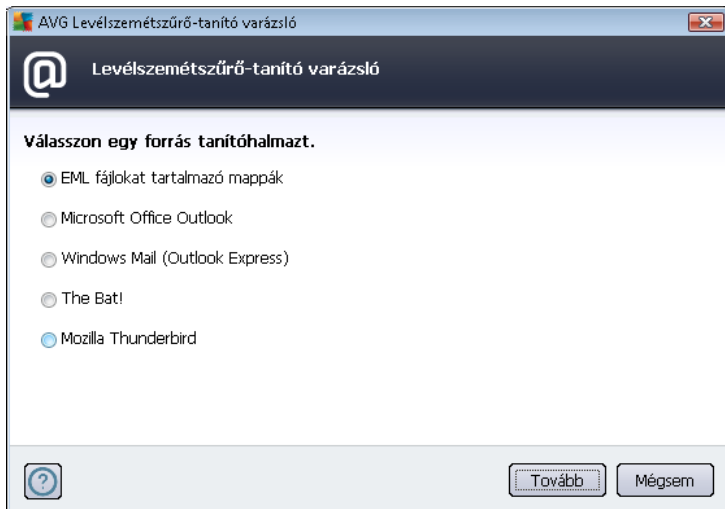 AVG Levélszemétszűrő-tanító varázsló
Levélszemétszűrő-tanító varázsló
Válasszon egy forrás tanítóhalmazt.
EML fájlokat tartalmazó mappák
Microsoft Office Outlook
Windows Mail (Outlook Express)
The Bat!
Mozilla Thunderbird
Tovább
Mégsem